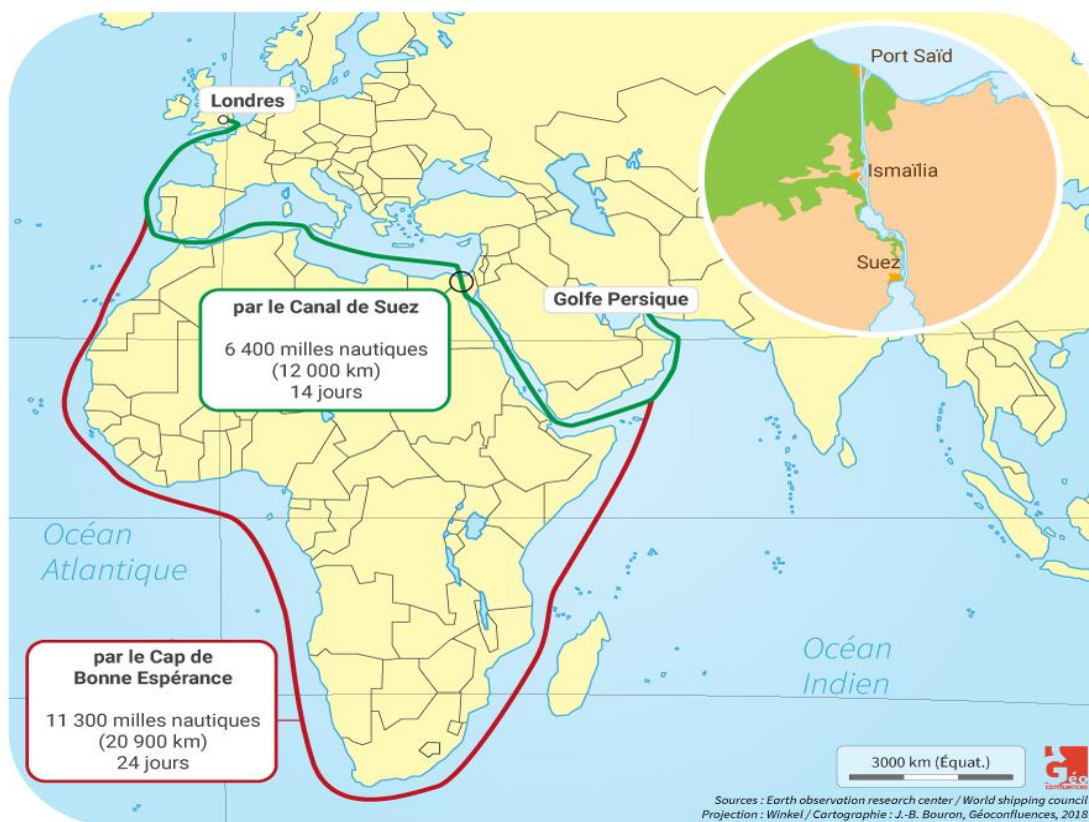 Londres
Port Saïd
Ismaïlia
Suez
par le Canal de Suez
6 400 milles nautiques
(12 000 km)
14 jours
Golfe Persique
Océan
Atlantique
par le Cap de
Bonne Espérance
11 300 milles nautiques
(20 900 km)
24 jours
Océan
Indien
3000 km (Équat.)
Géo
confluences
Sources : Earth observation research center / World shipping council
Projection : Winkel / Cartographie : J.-B. Bouron, Géoconfluences, 2018